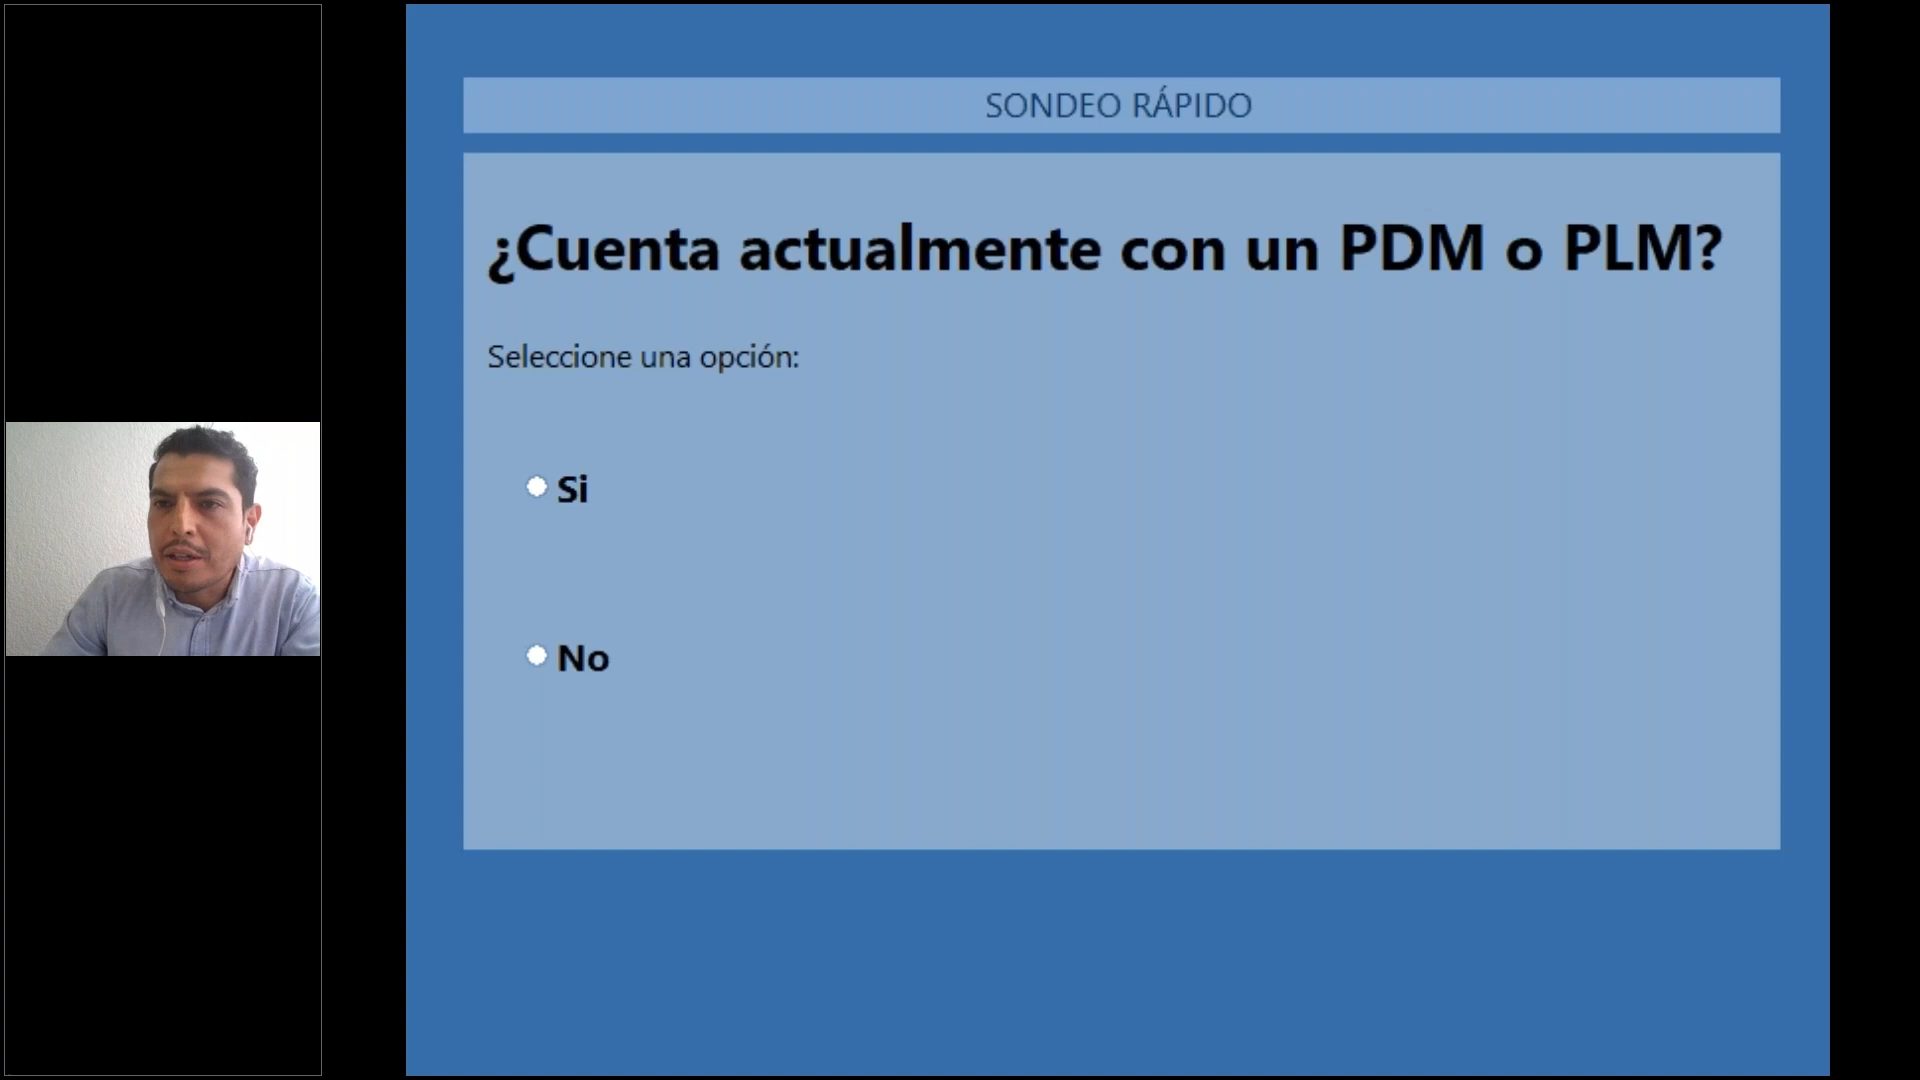 SONDEO RÁPIDO
¿Cuenta actualmente con un PDM o PLM?
Seleccione una opción:
Si
No